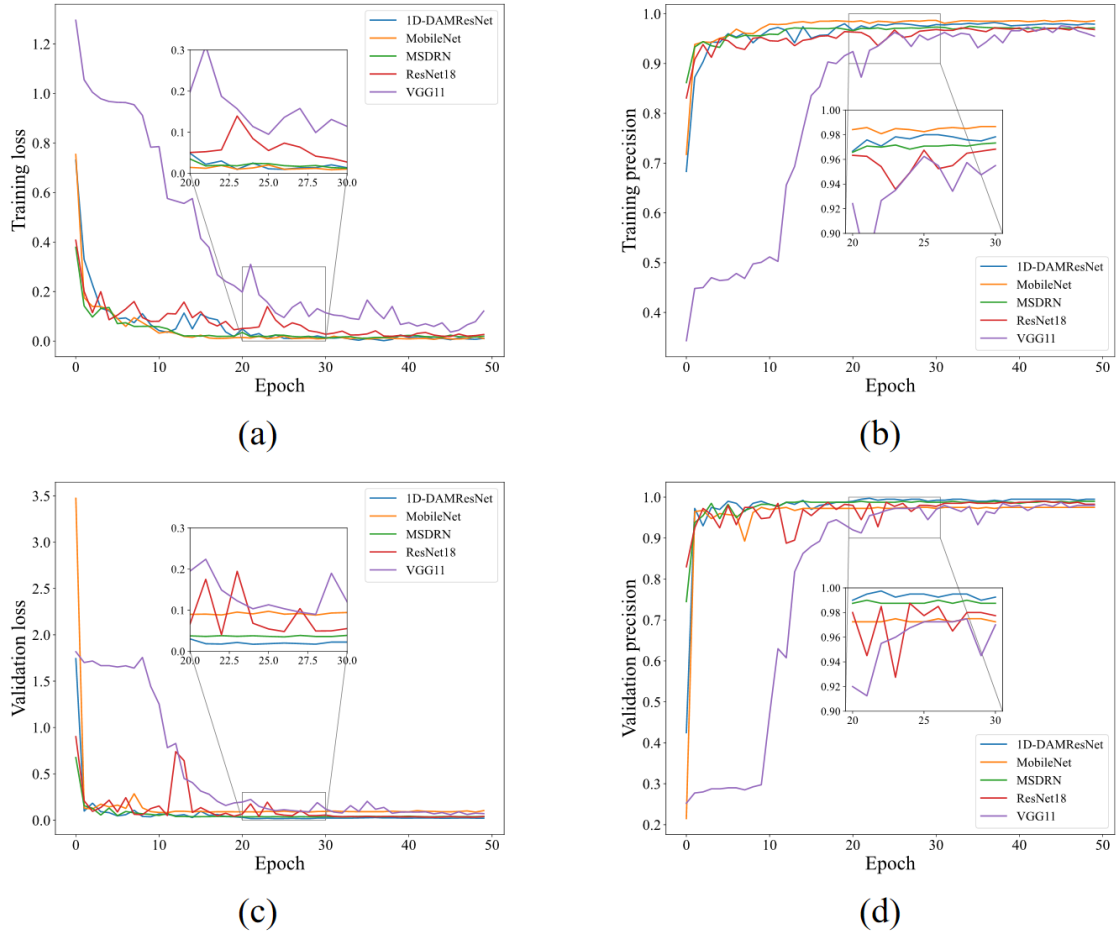 1D-DAMResNet
MobileNet
MSDRN
ResNet18
VGG11
Training loss
1.2
1.0
0.8
0.6
0.4
0.2
0.0
0.3
0.2
0.1
0.0
20.0 22.5 25.0 27.5 30.0
0 10 20 30 40 50
Epoch
(a)
Training precision
1.0
0.9
0.8
0.7
0.6
0.5
0.4
1.00
0.98
0.96
0.94
0.92
0.90
20 25 30
1D-DAMResNet
MobileNet
MSDRN
ResNet18
VGG11
0 10 20 30 40 50
Epoch
(b)
Validation loss
3.5
3.0
2.5
2.0
1.5
1.0
0.5
0.0
1D-DAMResNet
MobileNet
MSDRN
ResNet18
VGG11
0.3
0.2
0.1
0.0
20.0 22.5 25.0 27.5 30.0
0 10 20 30 40 50
Epoch
(c)
Validation precision
1.0
0.9
0.8
0.7
0.6
0.5
0.4
0.3
0.2
1.00
0.98
0.96
0.94
0.92
0.90
20 25 30
1D-DAMResNet
MobileNet
MSDRN
ResNet18
VGG11
0 10 20 30 40 50
Epoch
(d)